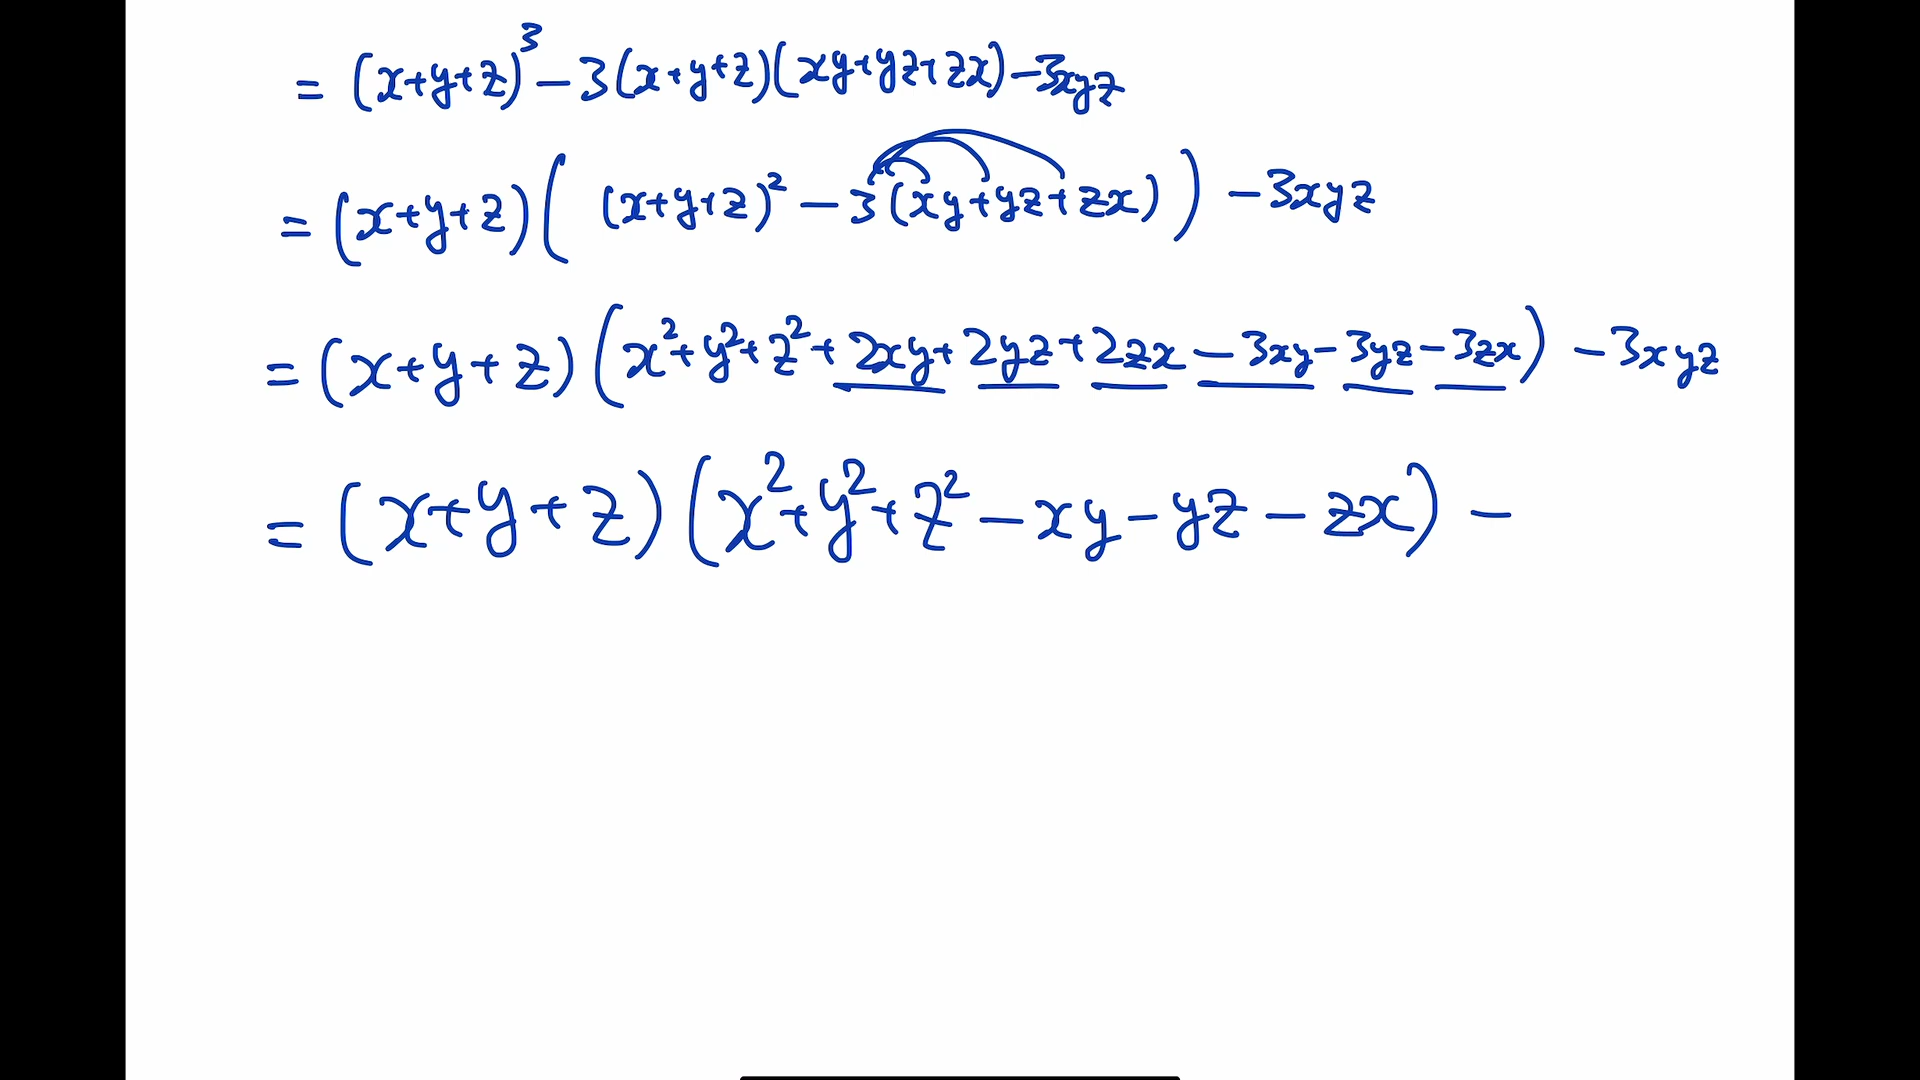 = (x+y+z)³ − 3(x+y+z)(xy+yz+zx) − 3xyz
= (x+y+z)( (x+y+z)² − 3(xy+yz+zx) ) − 3xyz
= (x+y+z)(x²+y²+z²+2xy+2yz+2zx−3xy−3yz−3zx) − 3xyz
= (x+y+z)(x²+y²+z²−xy−yz−zx) −